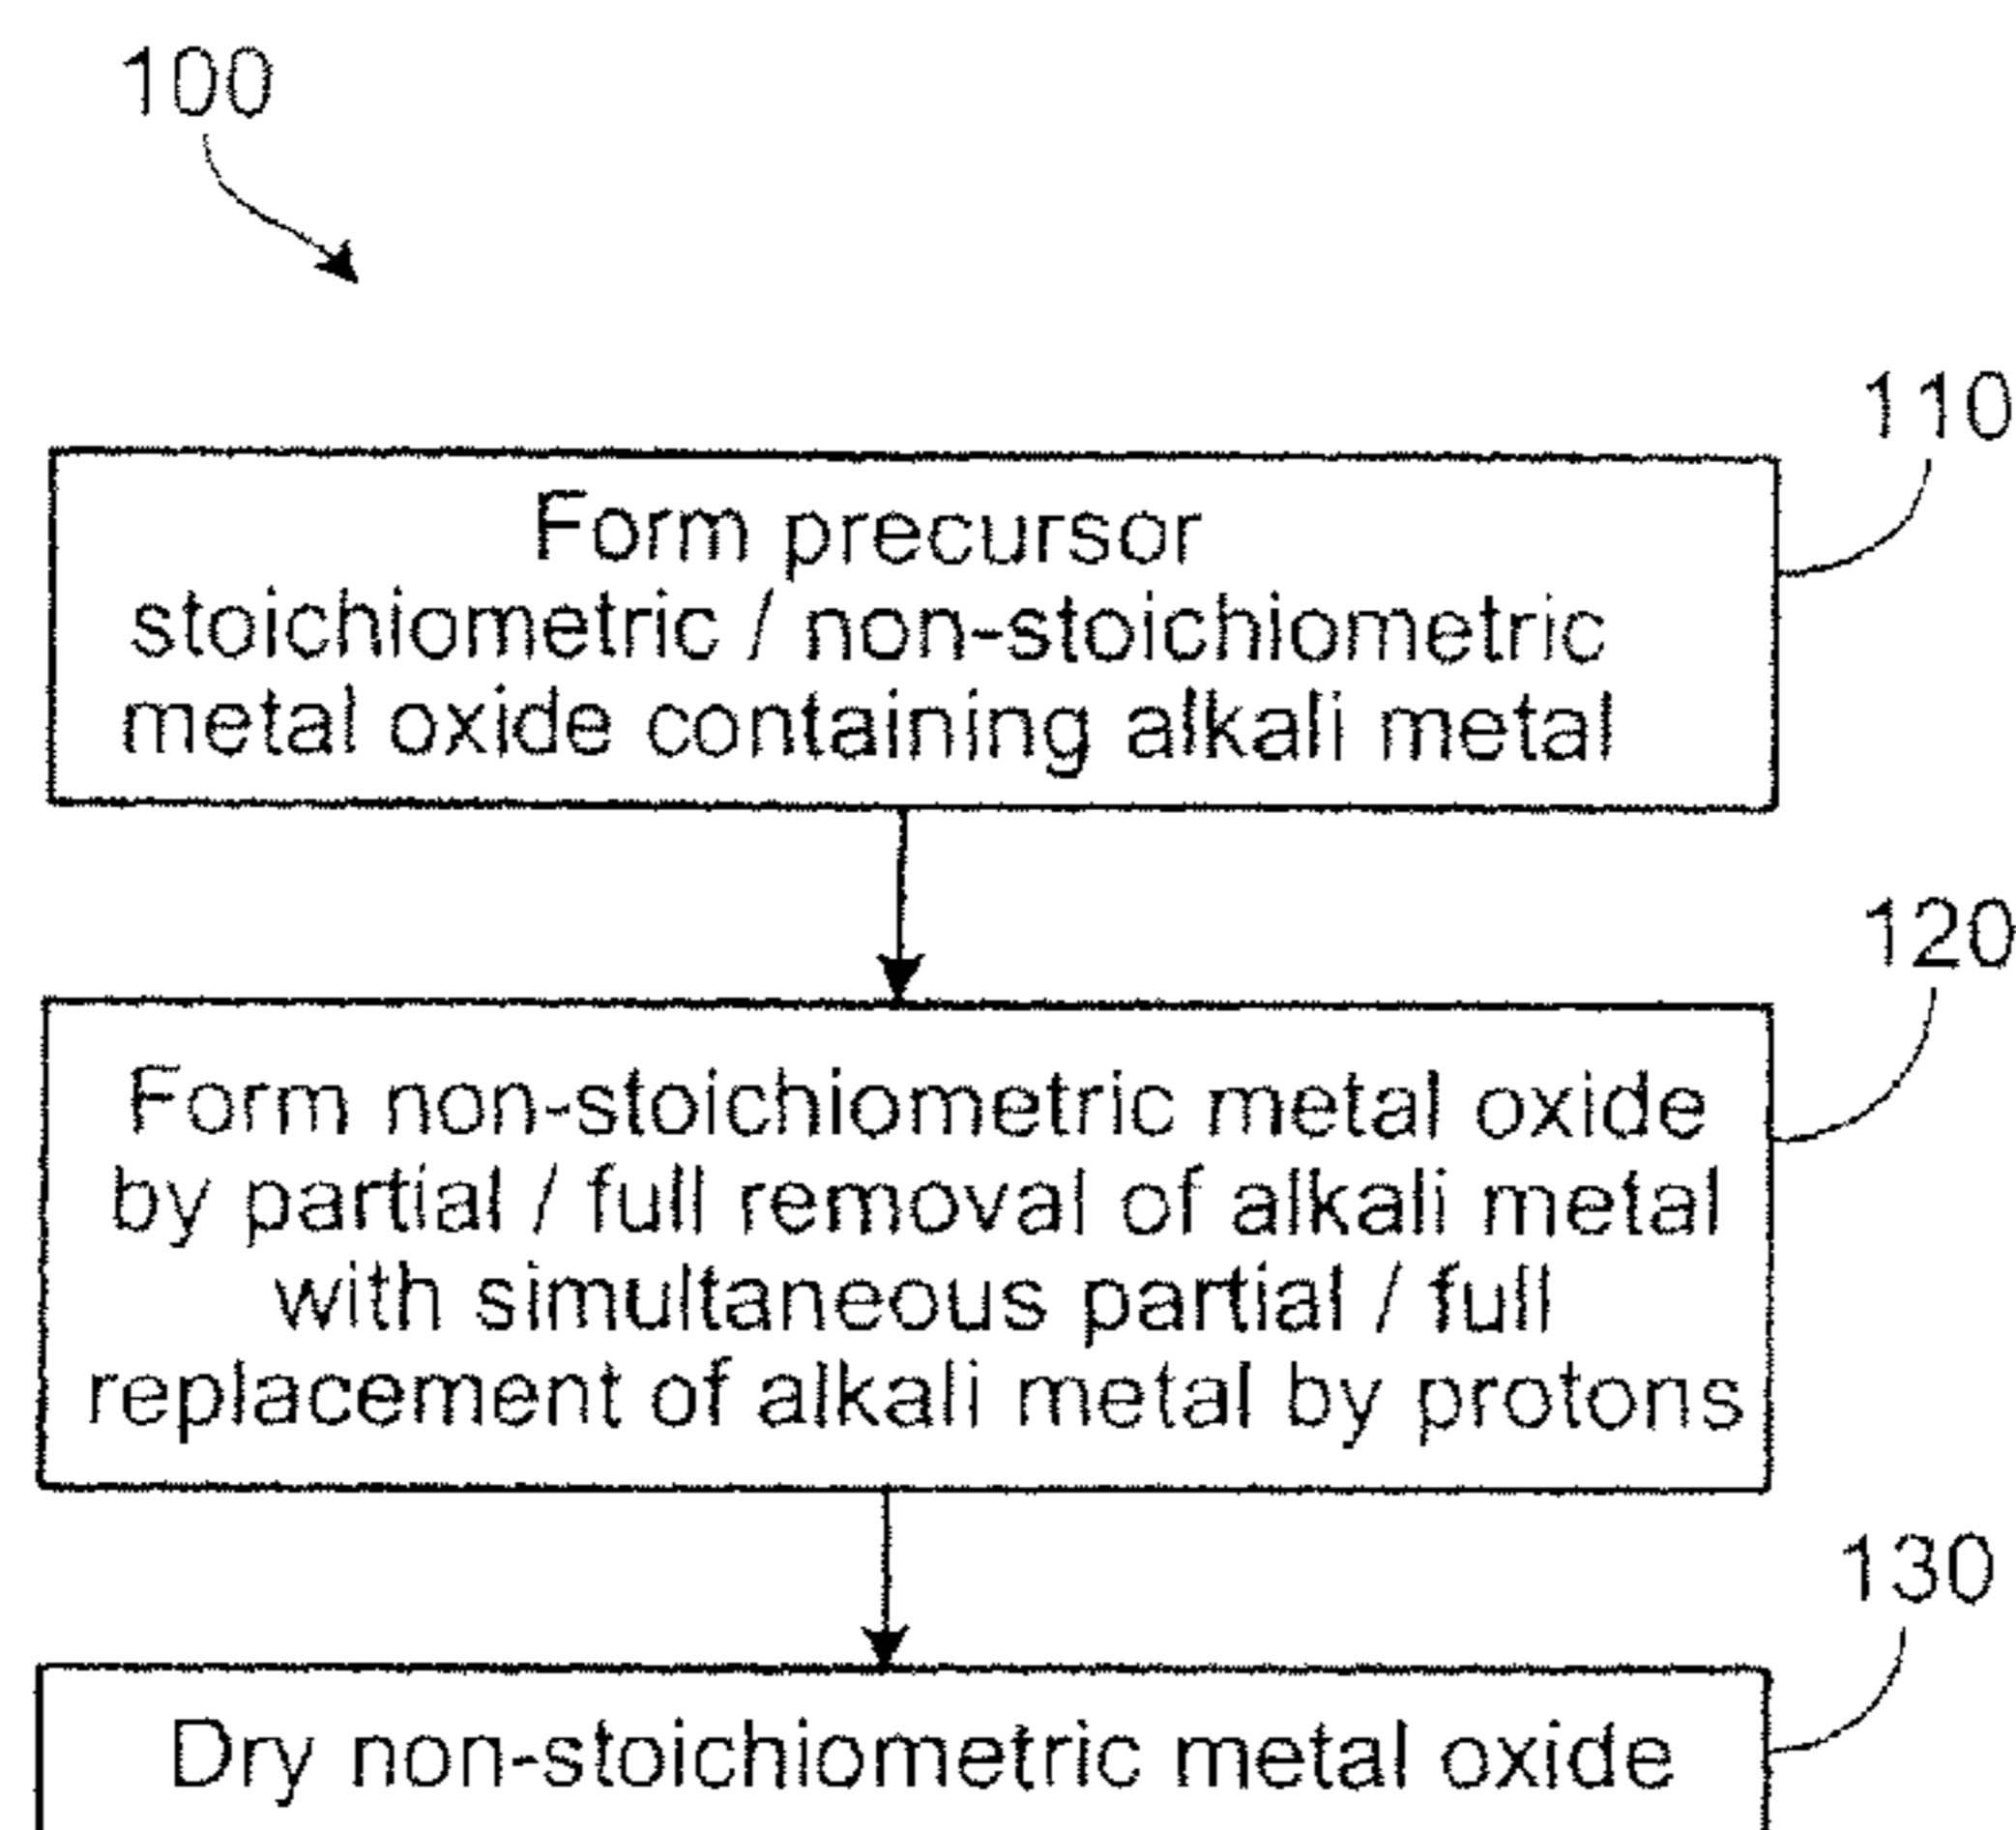 100
110
Form precursor
stoichiometric / non-stoichiometric
metal oxide containing alkali metal
120
Form non-stoichiometric metal oxide
by partial / full removal of alkali metal
with simultaneous partial / full
replacement of alkali metal by protons
130
Dry non-stoichiometric metal oxide